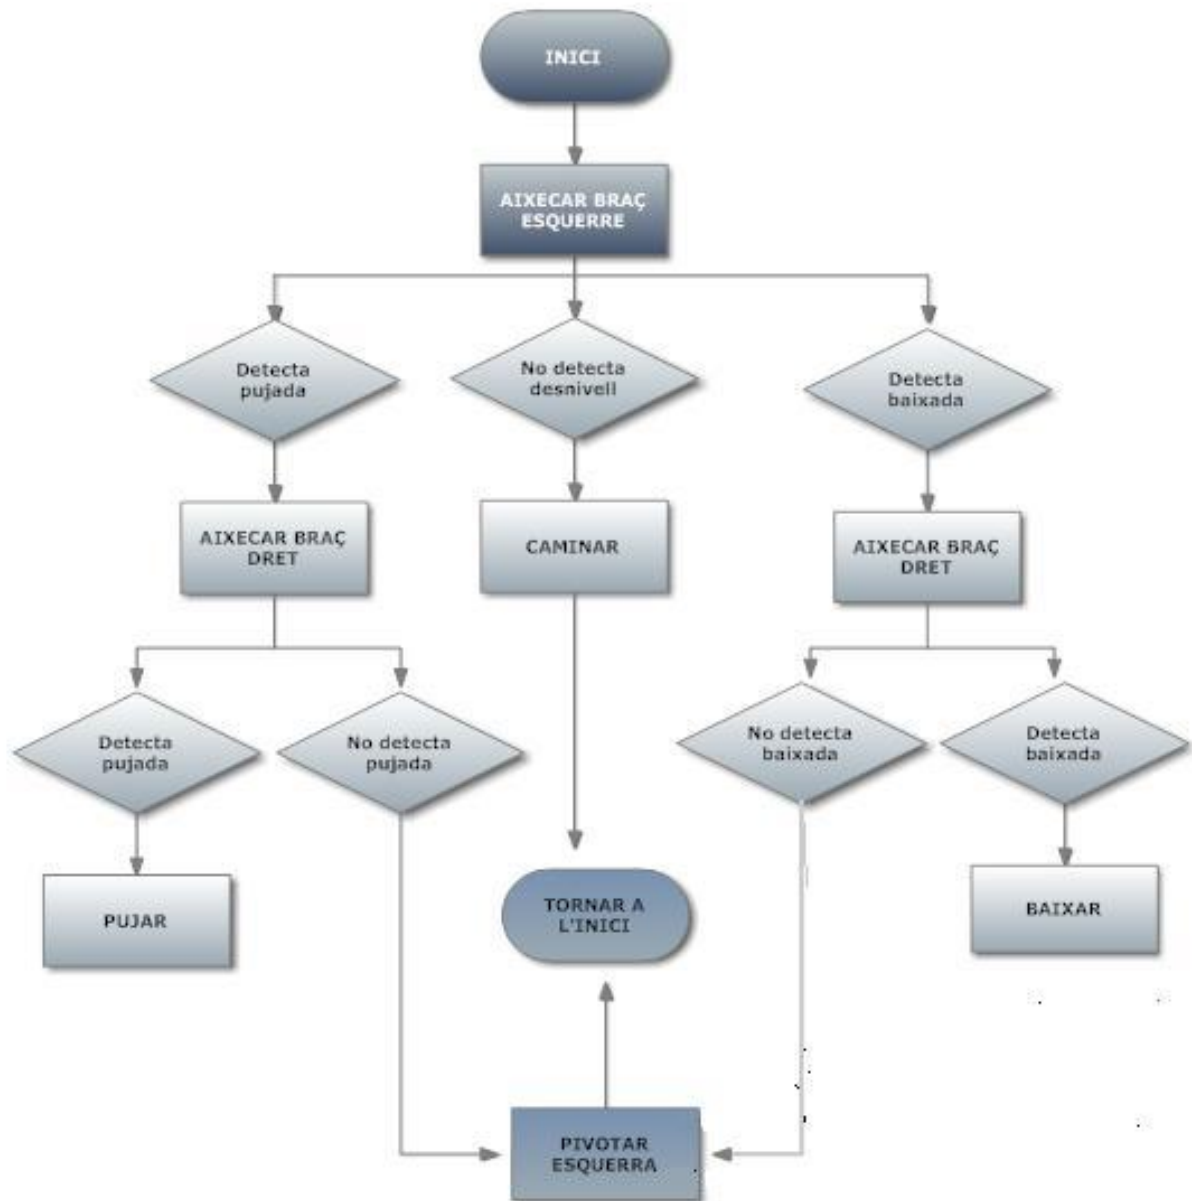 INICI
AIXECAR BRAÇ
ESQUERRE
Detecta
pujada
No detecta
desnivell
Detecta
baixada
AIXECAR BRAÇ
DRET
CAMINAR
AIXECAR BRAÇ
DRET
Detecta
pujada
No detecta
pujada
No detecta
baixada
Detecta
baixada
PUJAR
TORNAR A
L'INICI
BAIXAR
PIVOTAR
ESQUERRA